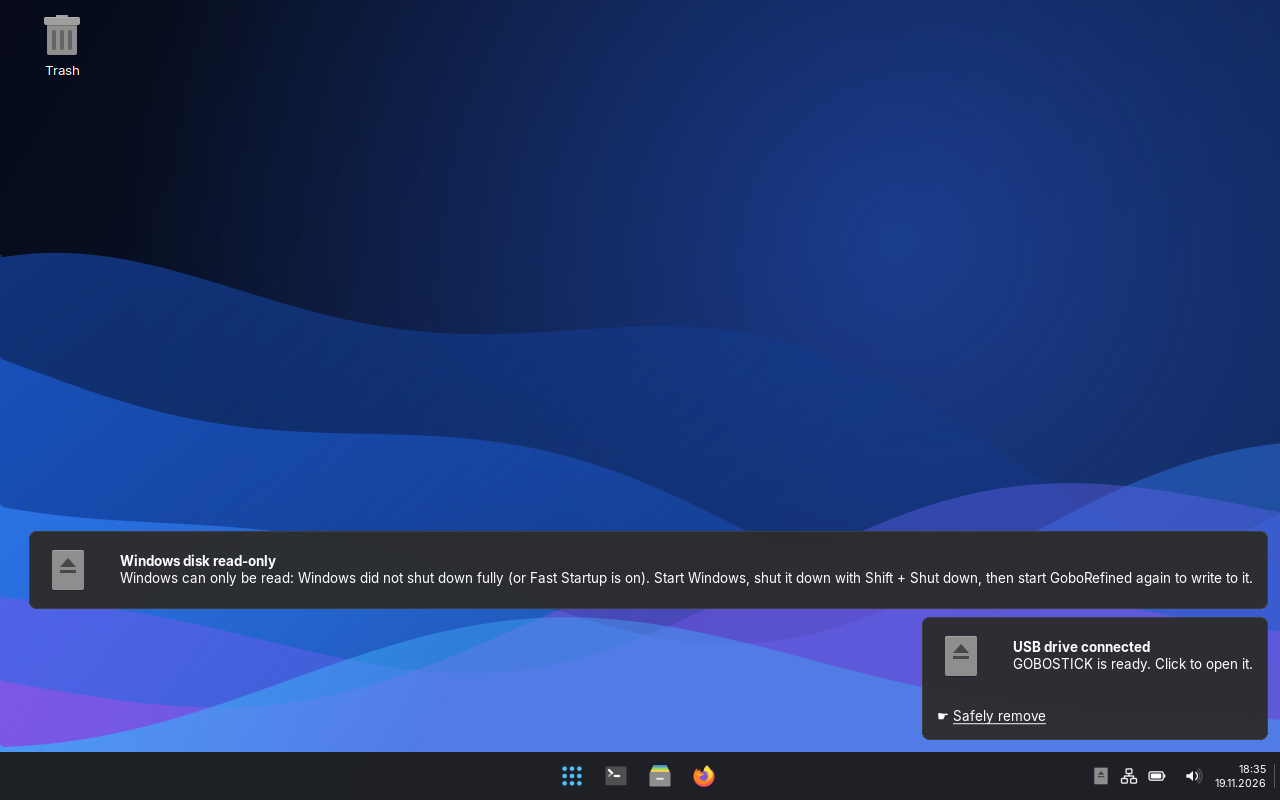 Trash
Windows disk read-only
Windows can only be read: Windows did not shut down fully (or Fast Startup is on). Start Windows, shut it down with Shift + Shut down, then start GoboRefined again to write to it.
USB drive connected
GOBOSTICK is ready. Click to open it.
☛ Safely remove
18:35
19.11.2026